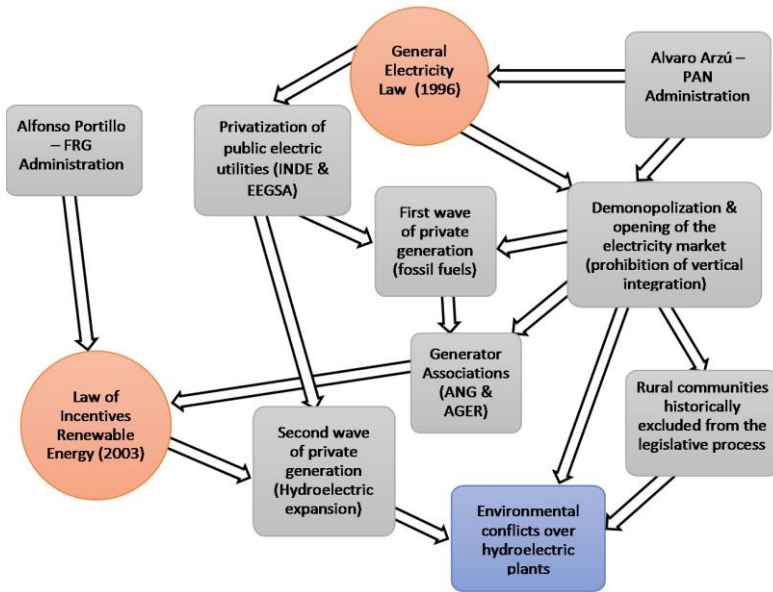 General
Electricity
Law (1996)
Alvaro Arzú –
PAN
Administration
Alfonso Portillo
– FRG
Administration
Privatization of
public electric
utilities (INDE &
EEGSA)
First wave
of private
generation
(fossil fuels)
Demonopolization &
opening of the
electricity market
(prohibition of vertical
integration)
Generator
Associations
(ANG &
AGER)
Law of
Incentives
Renewable
Energy (2003)
Second wave
of private
generation
(Hydroelectric
expansion)
Rural communities
historically
excluded from the
legislative process
Environmental
conflicts over
hydroelectric
plants